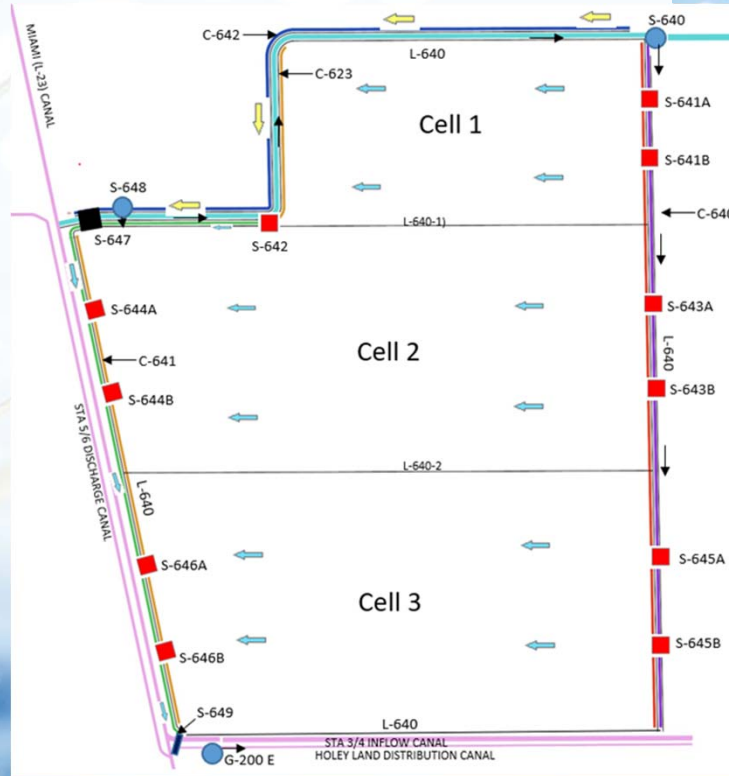 MIAMI (L-23) CANAL
C-642
S-640
L-640
C-623
S-641A
Cell 1
S-641B
S-648
C-640
L-640-1)
S-647
S-642
S-644A
S-643A
L-640
Cell 2
C-641
S-643B
S-644B
STA 5/6 DISCHARGE CANAL
L-640-2
L-640
S-646A
S-645A
Cell 3
S-646B
S-645B
S-649
L-640
STA 3/4 INFLOW CANAL
HOLEY LAND DISTRIBUTION CANAL
G-200 E